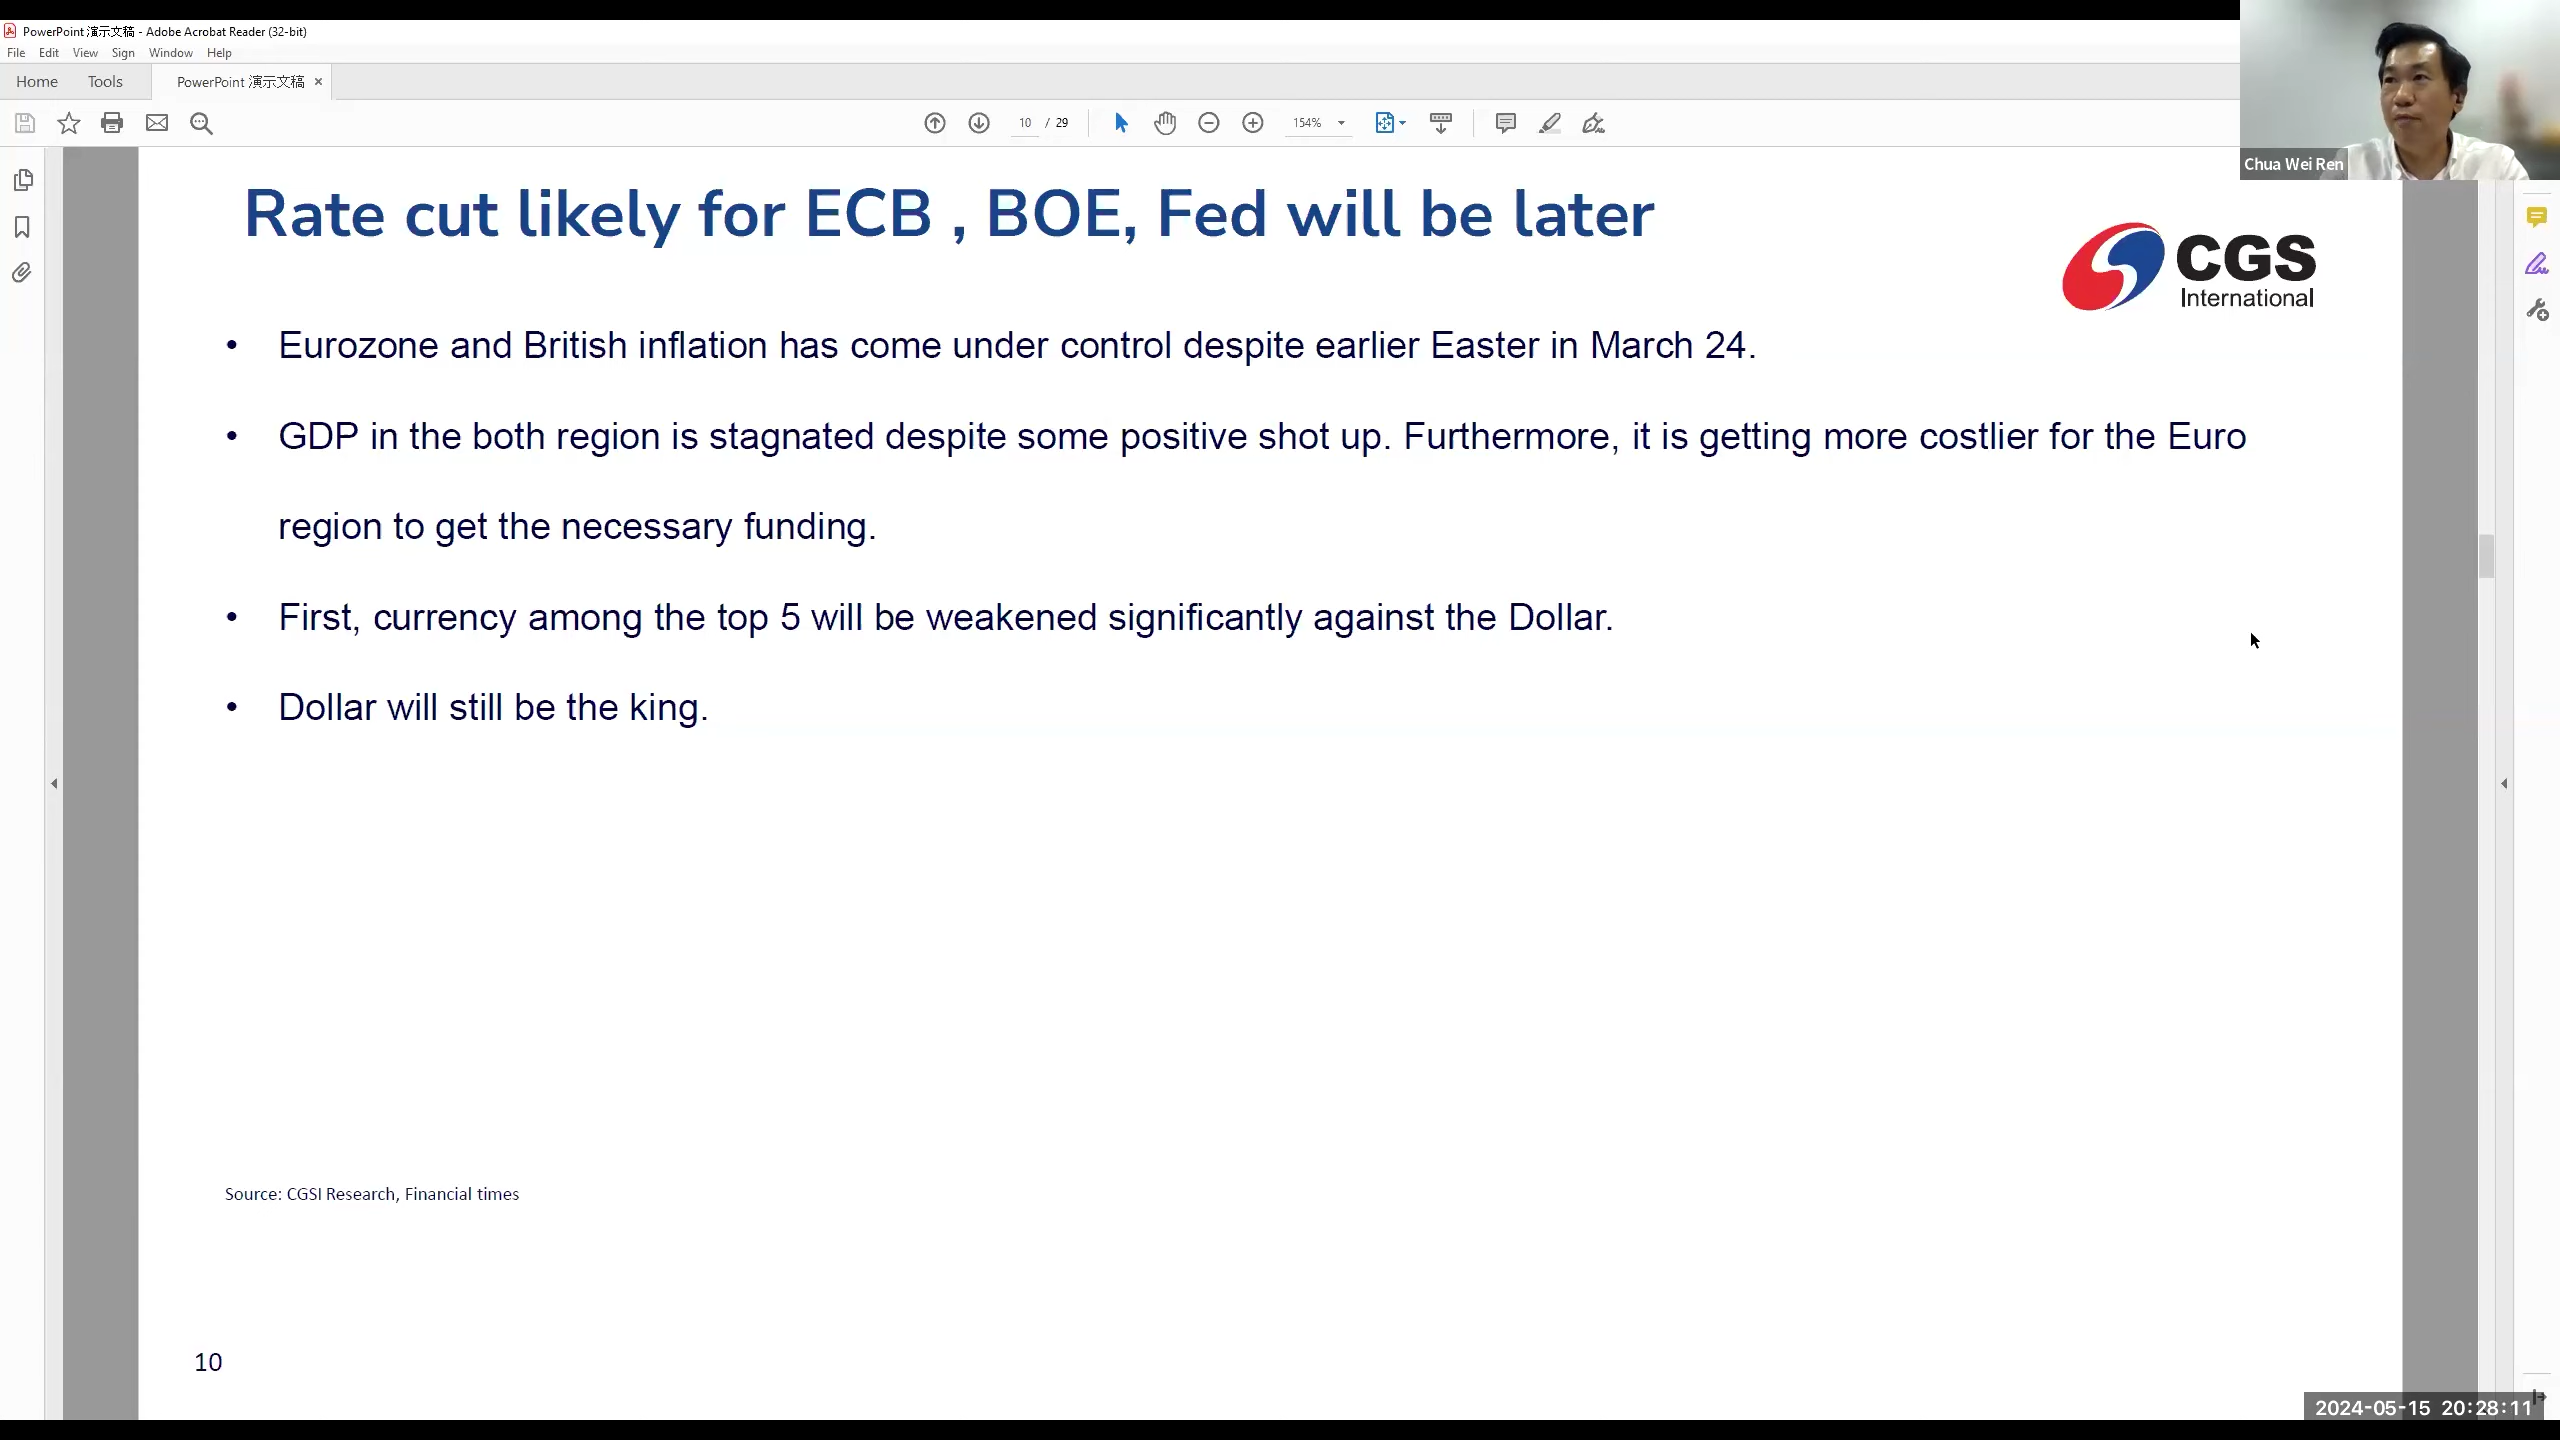 PowerPoint 演示文稿 - Adobe Acrobat Reader (32-bit)
File Edit View Sign Window Help
Home Tools PowerPoint 演示文稿
10 / 29 154%
Chua Wei Ren
Rate cut likely for ECB , BOE, Fed will be later
CGS
International
• Eurozone and British inflation has come under control despite earlier Easter in March 24.
• GDP in the both region is stagnated despite some positive shot up. Furthermore, it is getting more costlier for the Euro
region to get the necessary funding.
• First, currency among the top 5 will be weakened significantly against the Dollar.
• Dollar will still be the king.
Source: CGSI Research, Financial times
10
2024-05-15 20:28:11